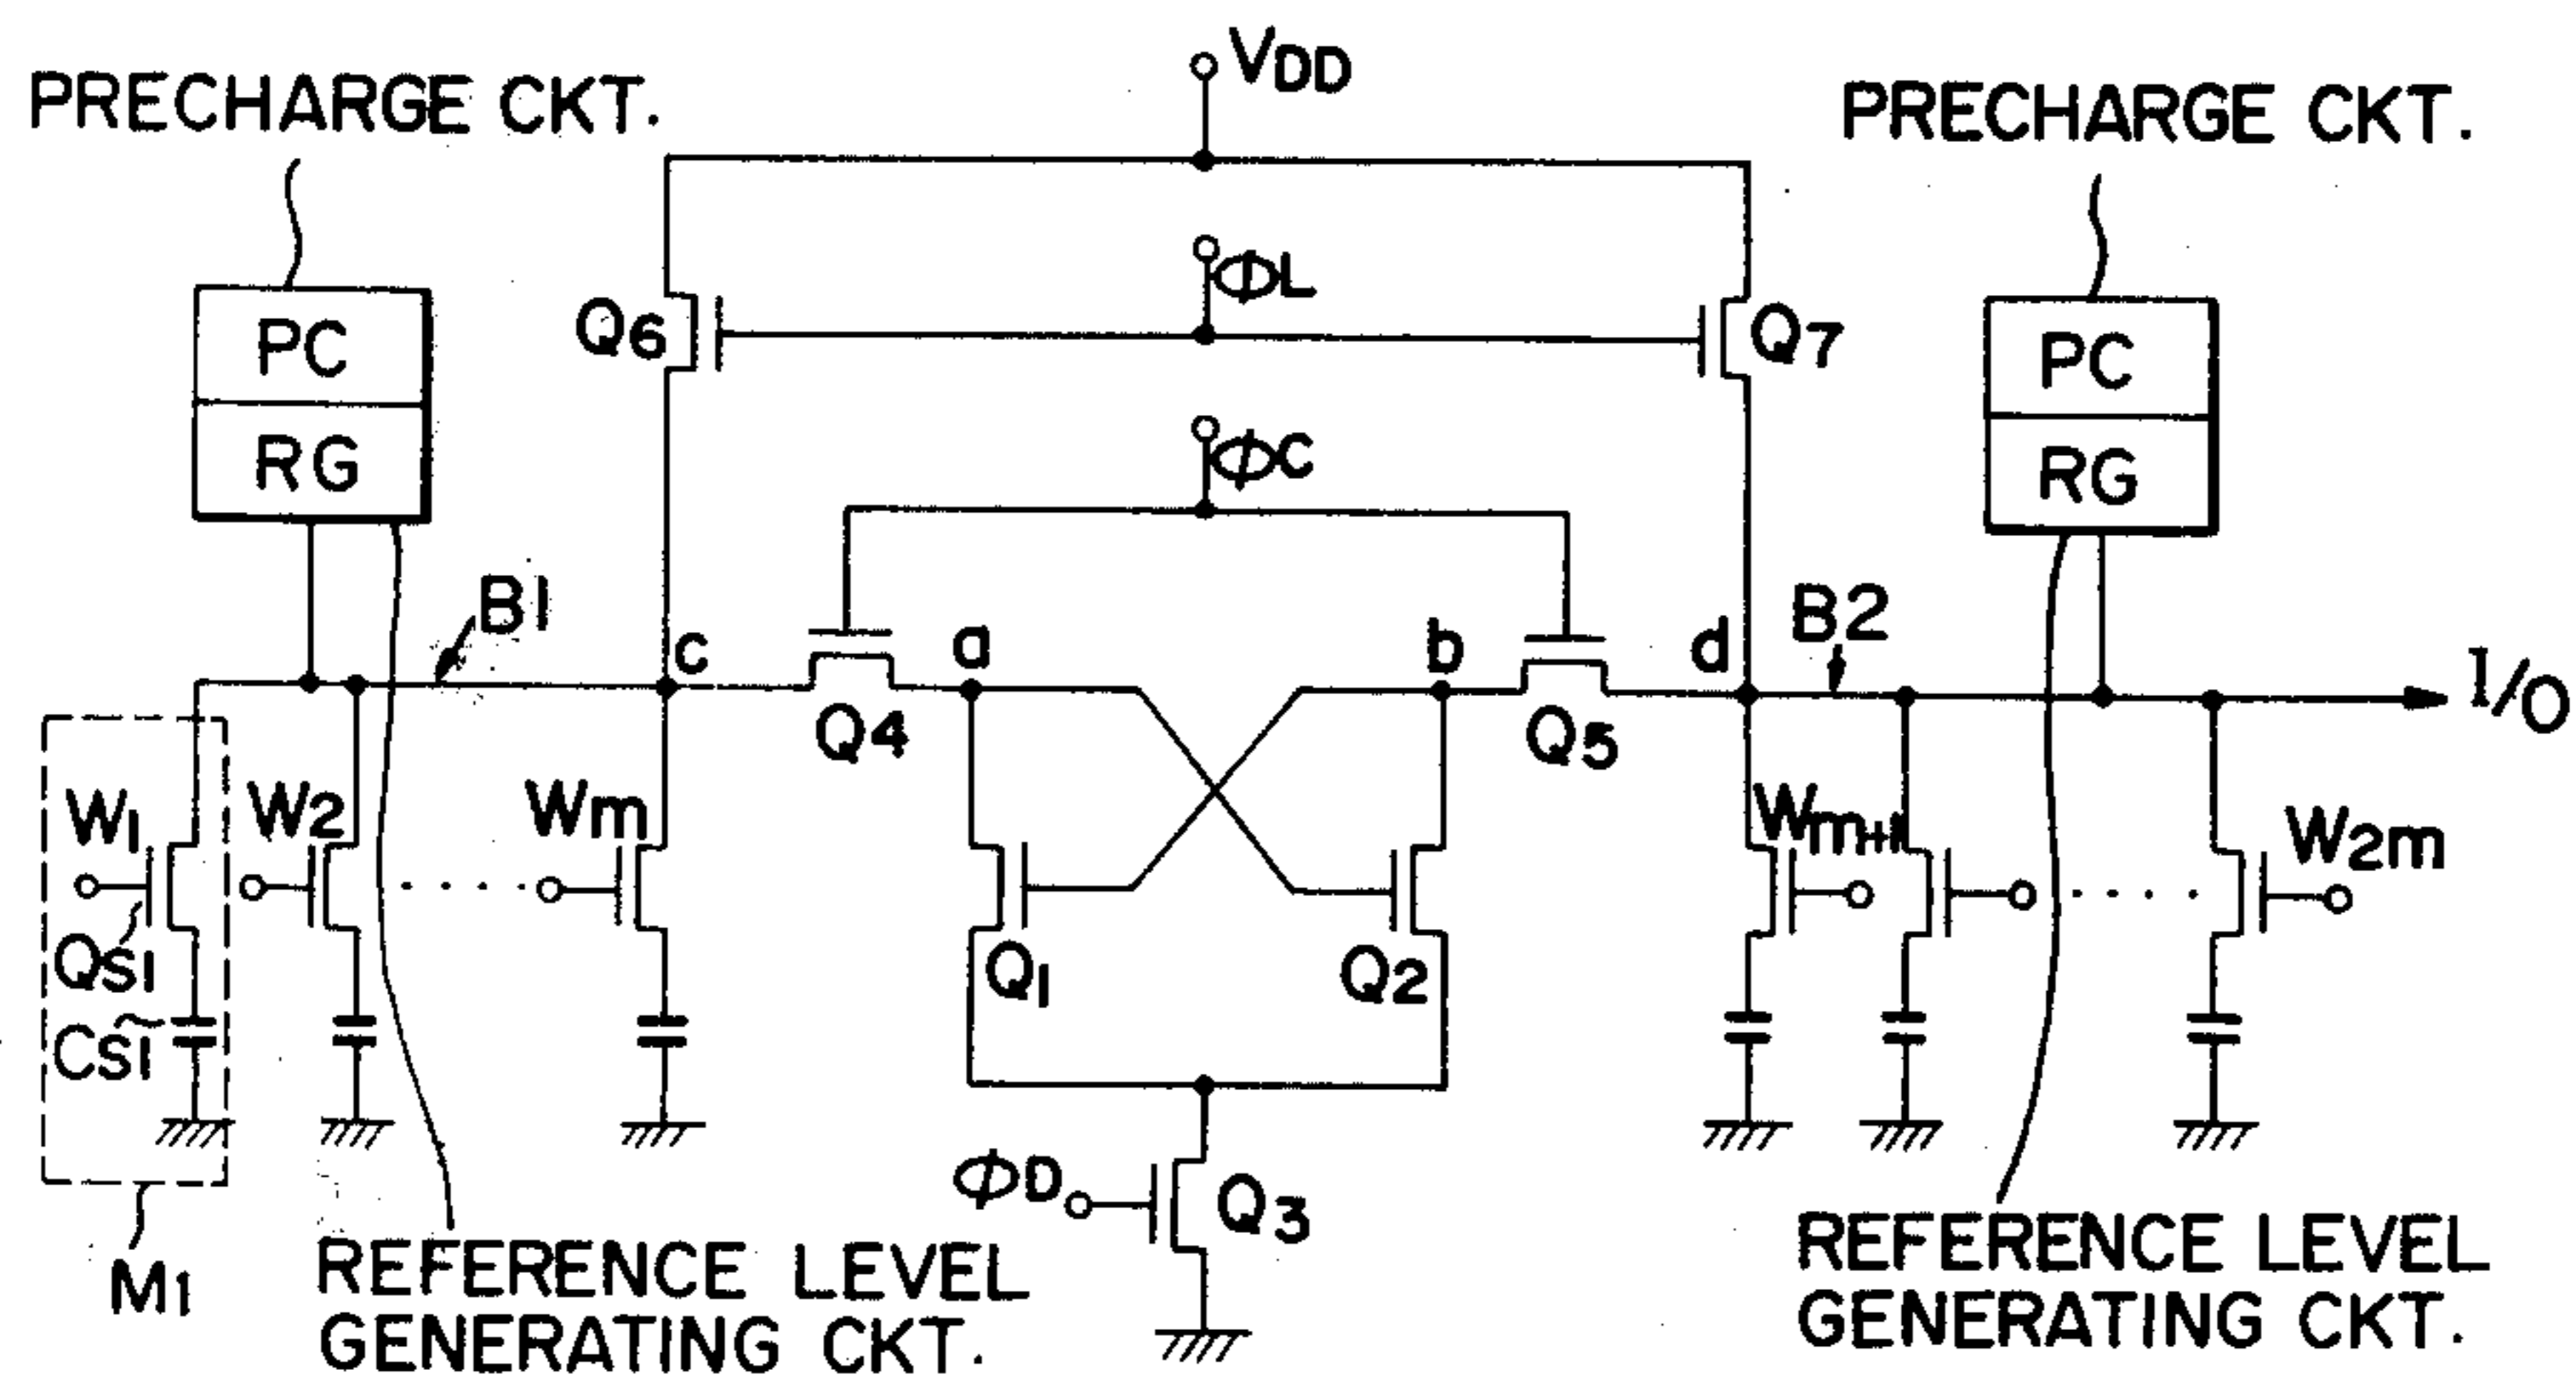 VDD
PRECHARGE CKT.
PRECHARGE CKT.
ΦL
Q6
Q7
PC
PC
ΦC
RG
RG
B1
B2
c
a
b
d
I/O
Q4
Q5
W1
W2
Wm
Wm+1
W2m
QS1
Q1
Q2
CS1
ΦD
Q3
M1
REFERENCE LEVEL
GENERATING CKT.
REFERENCE LEVEL
GENERATING CKT.